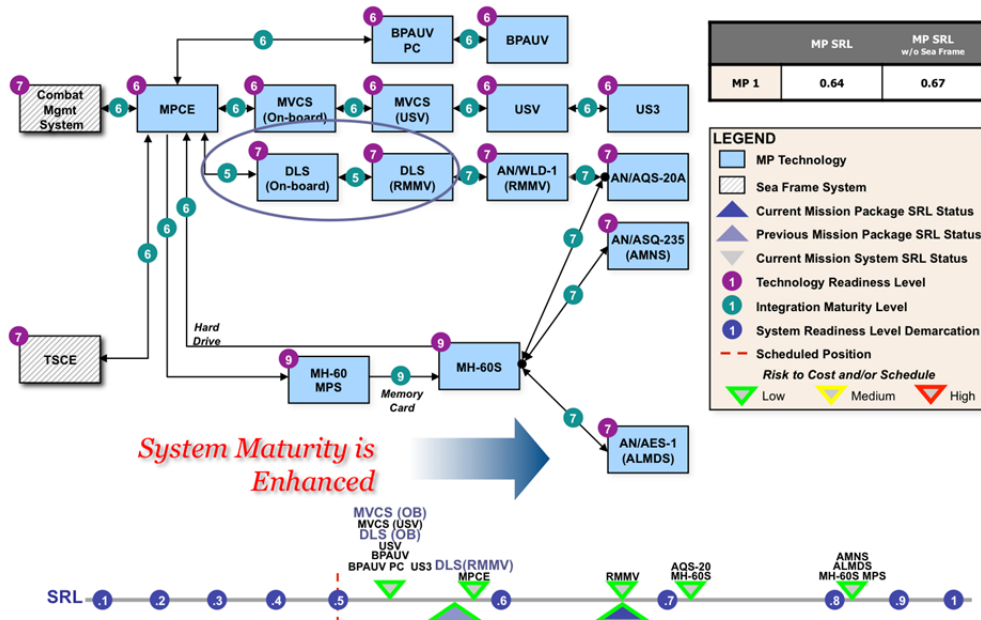 6
BPAUV
PC
6
6
BPAUV
6
MP SRL
MP SRL
w/o Sea Frame
MP 1
0.64
0.67
7
Combat
Mgmt
System
6
6
MPCE
6
6
MVCS
(On-board)
6
6
MVCS
(USV)
6
6
USV
6
6
US3
5
7
DLS
(On-board)
5
7
DLS
(RMMV)
7
7
AN/WLD-1
(RMMV)
7
7
AN/AQS-20A
7
AN/ASQ-235
(AMNS)
7
7
6
6
6
7
TSCE
Hard
Drive
9
MH-60
MPS
9
Memory
Card
9
MH-60S
7
7
AN/AES-1
(ALMDS)
LEGEND
MP Technology
Sea Frame System
Current Mission Package SRL Status
Previous Mission Package SRL Status
Current Mission System SRL Status
1 Technology Readiness Level
1 Integration Maturity Level
1 System Readiness Level Demarcation
Scheduled Position
Risk to Cost and/or Schedule
Low Medium High
System Maturity is
Enhanced
MVCS (OB)
MVCS (USV)
DLS (OB)
USV
BPAUV
BPAUV PC US3
DLS(RMMV)
MPCE
RMMV
AQS-20
MH-60S
AMNS
ALMDS
MH-60S MPS
SRL .1 .2 .3 .4 .5 .6 .7 .8 .9 1